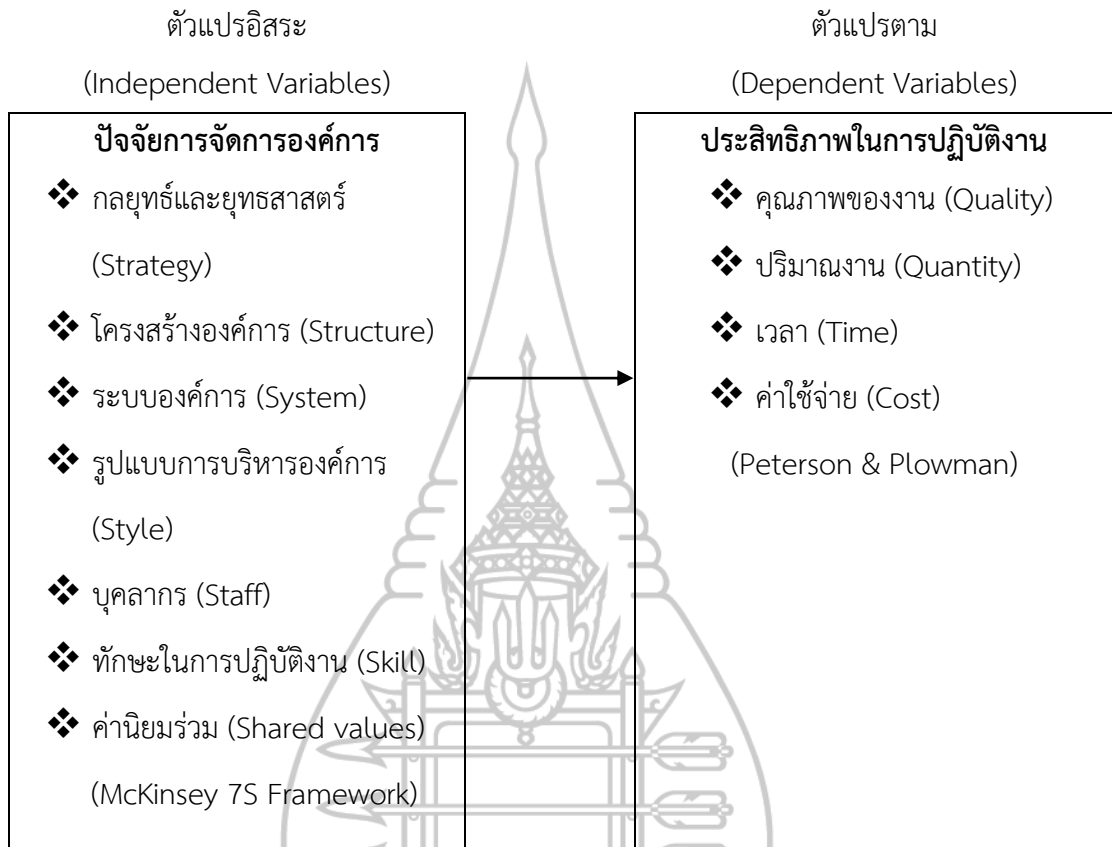 ตัวแปรอิสระ
(Independent Variables)
ปัจจัยการจัดการองค์การ
❖ กลยุทธ์และยุทธสาสตร์
(Strategy)
❖ โครงสร้างองค์การ (Structure)
❖ ระบบองค์การ (System)
❖ รูปแบบการบริหารองค์การ
(Style)
❖ บุคลากร (Staff)
❖ ทักษะในการปฏิบัติงาน (Skill)
❖ ค่านิยมร่วม (Shared values)
(McKinsey 7S Framework)
ตัวแปรตาม
(Dependent Variables)
ประสิทธิภาพในการปฏิบัติงาน
❖ คุณภาพของงาน (Quality)
❖ ปริมาณงาน (Quantity)
❖ เวลา (Time)
❖ ค่าใช้จ่าย (Cost)
(Peterson & Plowman)